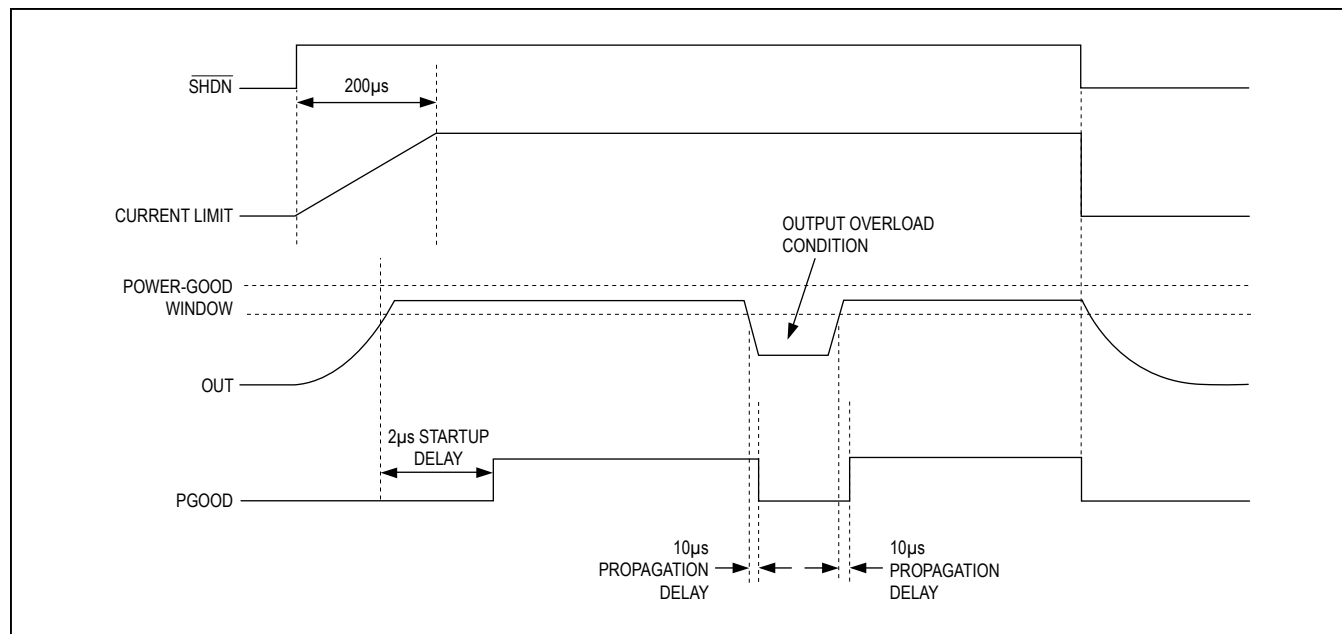 SHDN
200µs
CURRENT LIMIT
OUTPUT OVERLOAD
CONDITION
POWER-GOOD
WINDOW
OUT
2µs STARTUP
DELAY
PGOOD
10µs
PROPAGATION
DELAY
10µs
PROPAGATION
DELAY